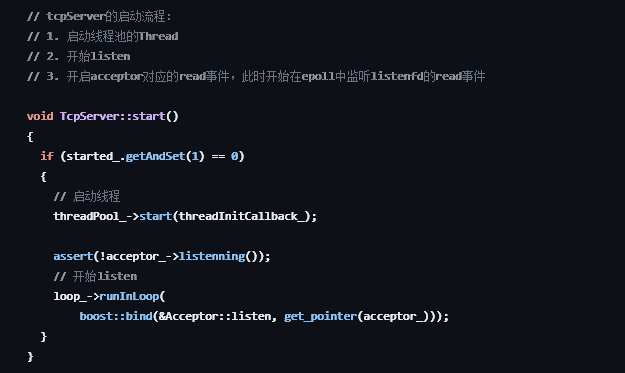 // tcpServer的启动流程:
// 1. 启动线程池的Thread
// 2. 开始listen
// 3. 开启acceptor对应的read事件，此时开始在epoll中监听listenfd的read事件
void TcpServer::start()
{
if (started_.getAndSet(1) == 0)
{
// 启动线程
threadPool_->start(threadInitCallback_);
assert(!acceptor_->listenning());
// 开始listen
loop_->runInLoop(
boost::bind(&Acceptor::listen, get_pointer(acceptor_)));
}
}